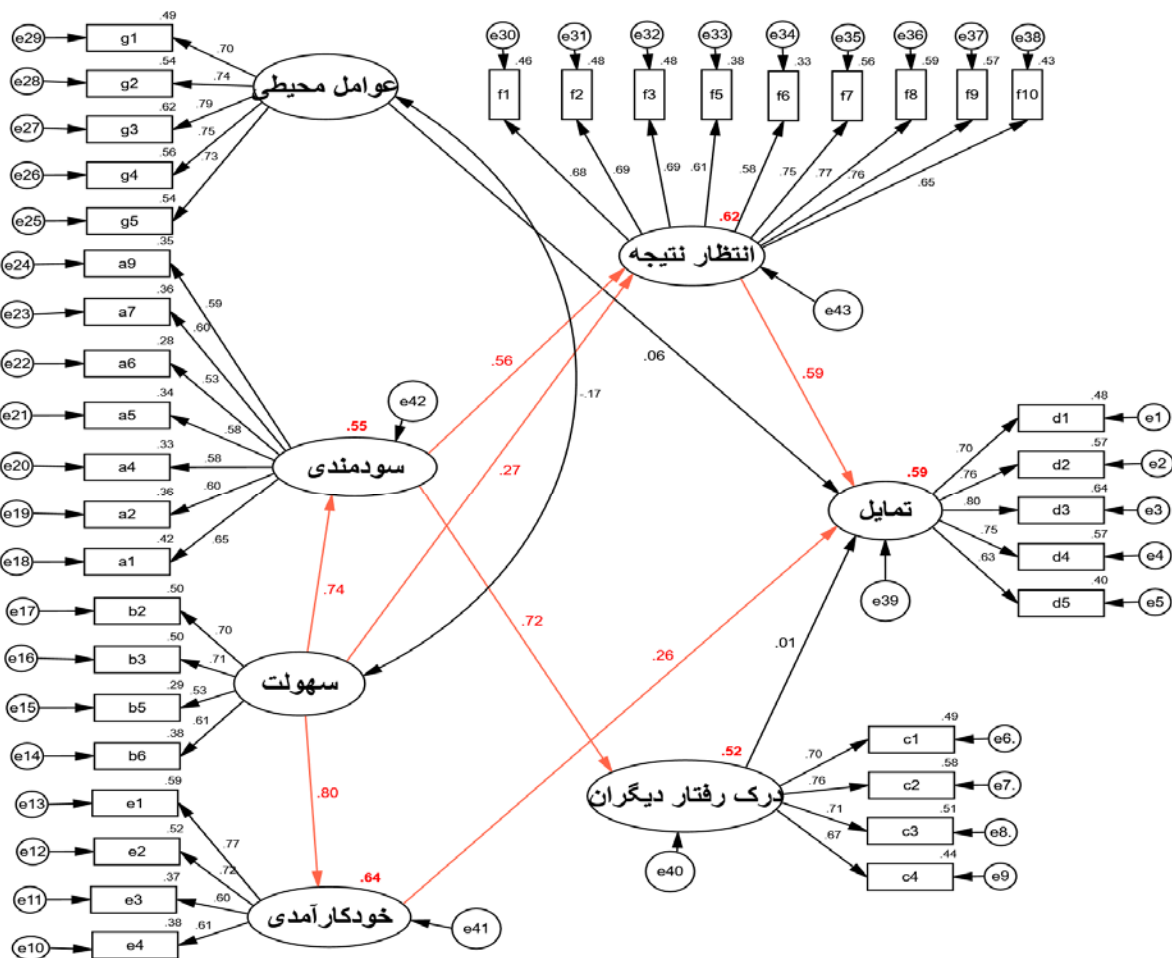 .49
e29 g1 .70
.54
e28 g2 .74
عوامل محیطی
.62 .79
e27 g3
.56 .75
e26 g4 .73
.54
e25 g5
.35
e24 a9 .59
.36
e23 a7 .60
.28
e22 a6 .53
.34
e21 a5 .58
.33
e20 a4 .58
.36
e19 a2 .60
.42
e18 a1 .65
.55 e42
سودمندی
.50
e17 b2 .70
.50
e16 b3 .71
.29 .53
e15 b5
.38 .61
e14 b6
سهولت
.59
e13 e1 .77
.52
e12 e2 .72
.37
e11 e3 .60
.38
e10 e4 .61
.64
خودکارآمدی
e41
e30 e31 e32 e33 e34 e35 e36 e37 e38
.46 .48 .48 .38 .33 .56 .59 .57 .43
f1 f2 f3 f5 f6 f7 f8 f9 f10
.68 .69 .69 .61 .58 .75 .77 .76 .65
.62
انتظار نتیجه
e43
.56
.06
.59
-.17
.27
.74
.72
.80
.26
.01
.59
تمایل
e39
.48
.70 d1 e1
.57
.76 d2 e2
.64
.80 d3 e3
.57
.75 d4 e4
.40
.63 d5 e5
.52
درک رفتار دیگران
e40
.49
.70 c1 e6.
.58
.76 c2 e7.
.51
.71 c3 e8.
.44
.67 c4 e9